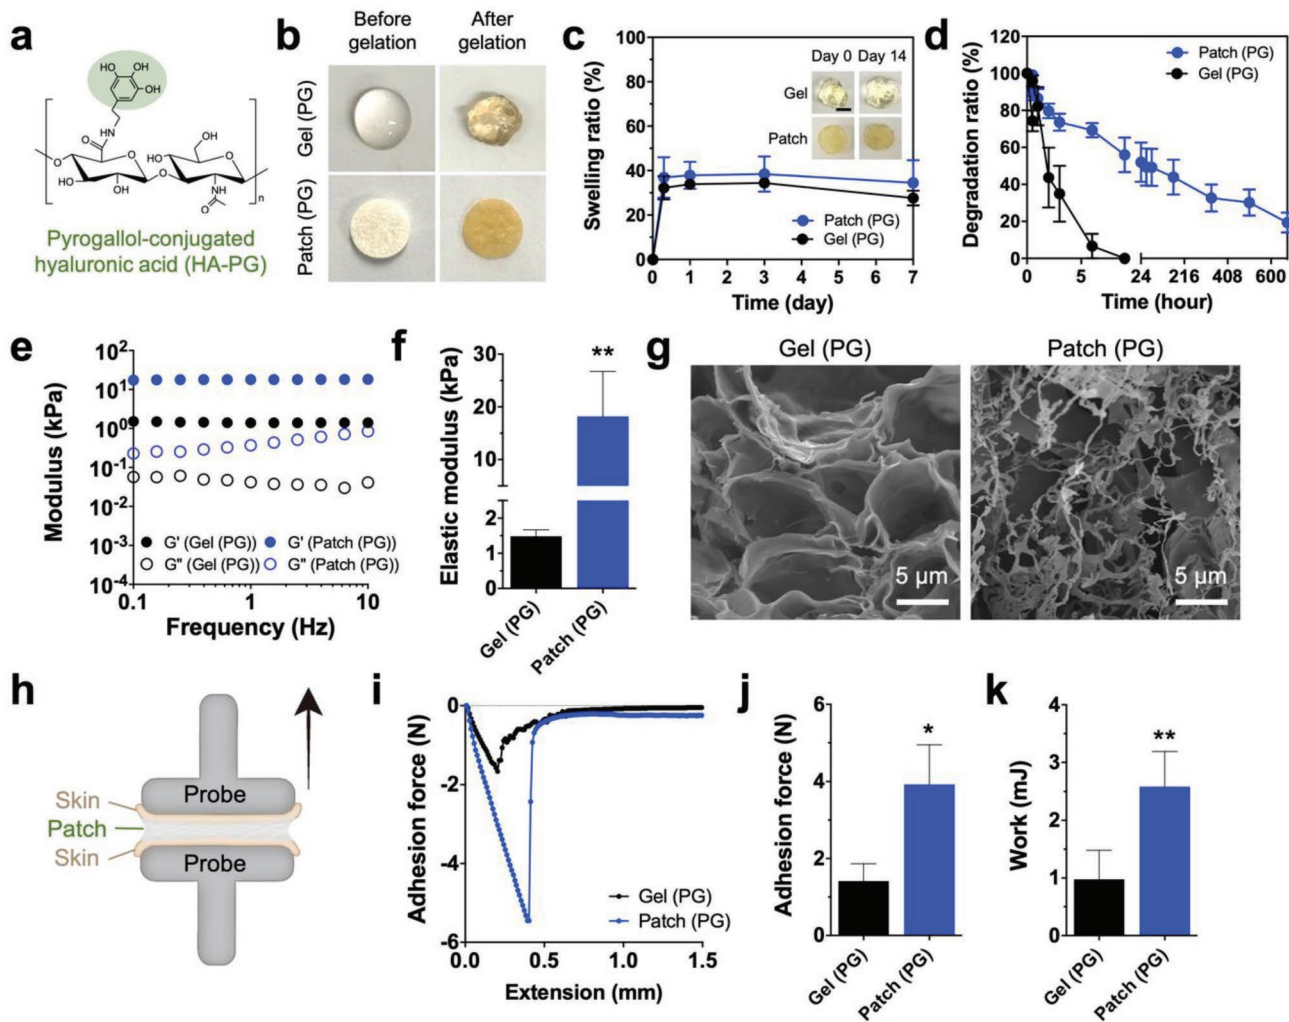 a
HO
OH
HO
OH
HN
O
HO
OH
O
O
HO
OH
O
HO
O
NH
O
n
Pyrogallol-conjugated
hyaluronic acid (HA-PG)
b
Before
gelation
After
gelation
Gel (PG)
Patch (PG)
c
Swelling ratio (%)
100
80
60
40
20
0
0 1 2 3 4 5 6 7
Time (day)
Day 0 Day 14
Gel
Patch
Patch (PG)
Gel (PG)
d
Degradation ratio (%)
120
100
80
60
40
20
0
0 5 24 216 408 600
Time (hour)
Patch (PG)
Gel (PG)
e
Modulus (kPa)
10²
10¹
10⁰
10⁻¹
10⁻²
10⁻³
10⁻⁴
0.1 1 10
Frequency (Hz)
G' (Gel (PG)) G' (Patch (PG))
G" (Gel (PG)) G" (Patch (PG))
f
Elastic modulus (kPa)
30
20
10
2
1
0
**
Gel (PG)
Patch (PG)
g
Gel (PG)
Patch (PG)
5 µm
5 µm
h
Probe
Skin
Patch
Skin
Probe
i
Adhesion force (N)
0
-2
-4
-6
0.0 0.5 1.0 1.5
Extension (mm)
Gel (PG)
Patch (PG)
j
Adhesion force (N)
6
4
2
0
*
Gel (PG)
Patch (PG)
k
Work (mJ)
4
3
2
1
0
**
Gel (PG)
Patch (PG)